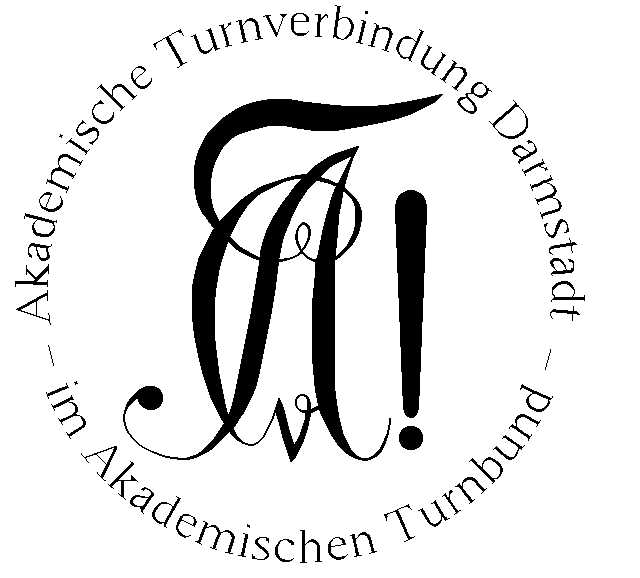 Akademische Turnverbindung Darmstadt
– im Akademischen Turnbund –
!